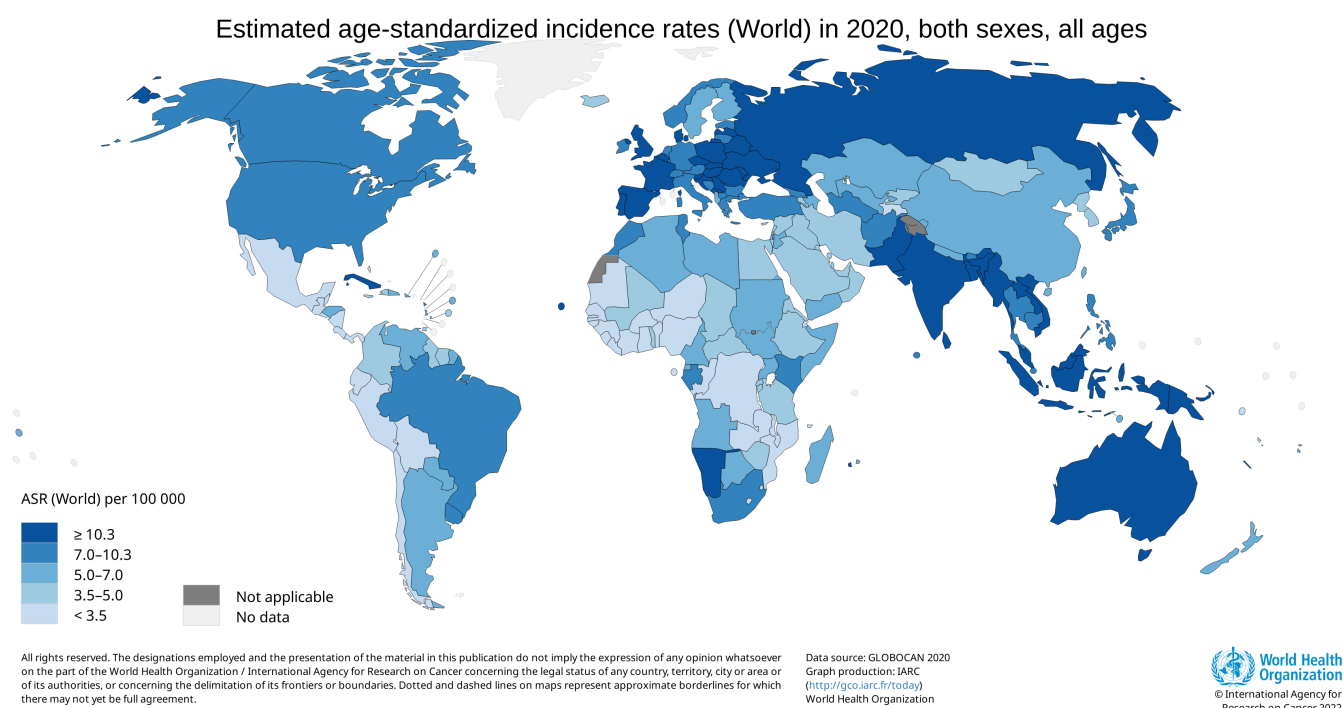 Estimated age-standardized incidence rates (World) in 2020, both sexes, all ages
ASR (World) per 100 000
≥ 10.3
7.0–10.3
5.0–7.0
3.5–5.0
< 3.5
Not applicable
No data
All rights reserved. The designations employed and the presentation of the material in this publication do not imply the expression of any opinion whatsoever
on the part of the World Health Organization / International Agency for Research on Cancer concerning the legal status of any country, territory, city or area or
of its authorities, or concerning the delimitation of its frontiers or boundaries. Dotted and dashed lines on maps represent approximate borderlines for which
there may not yet be full agreement.
Data source: GLOBOCAN 2020
Graph production: IARC
(http://gco.iarc.fr/today)
World Health Organization
World Health
Organization
© International Agency for
Research on Cancer 2022